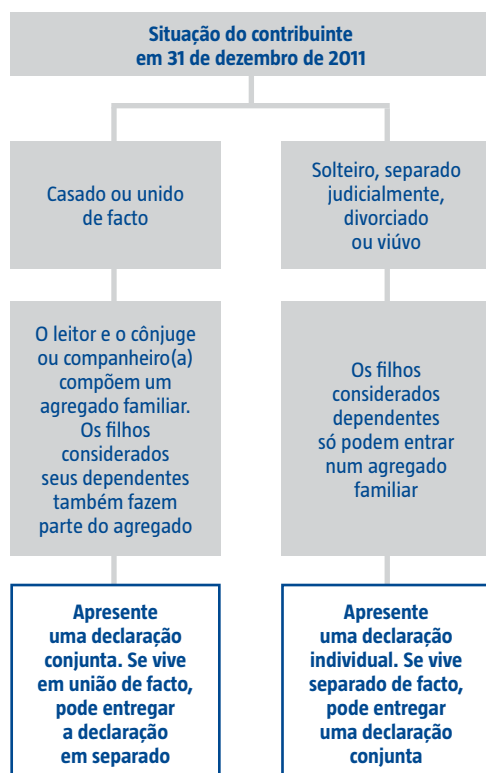 Situação do contribuinte
em 31 de dezembro de 2011
Casado ou unido
de facto
Solteiro, separado
judicialmente,
divorciado
ou viúvo
O leitor e o cônjuge
ou companheiro(a)
compõem um
agregado familiar.
Os filhos
considerados
seus dependentes
também fazem
parte do agregado
Os filhos
considerados
dependentes
só podem entrar
num agregado
familiar
Apresente
uma declaração
conjunta. Se vive
em união de facto,
pode entregar
a declaração
em separado
Apresente
uma declaração
individual. Se vive
separado de facto,
pode entregar
uma declaração
conjunta